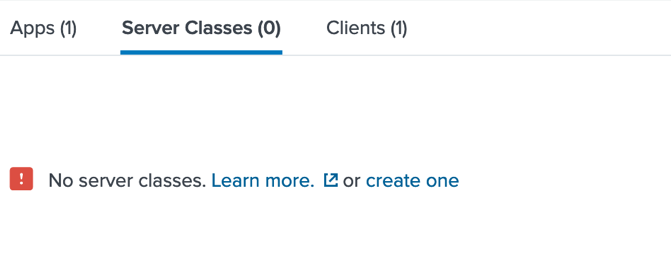 Apps (1) Server Classes (0) Clients (1)
No server classes. Learn more. or create one